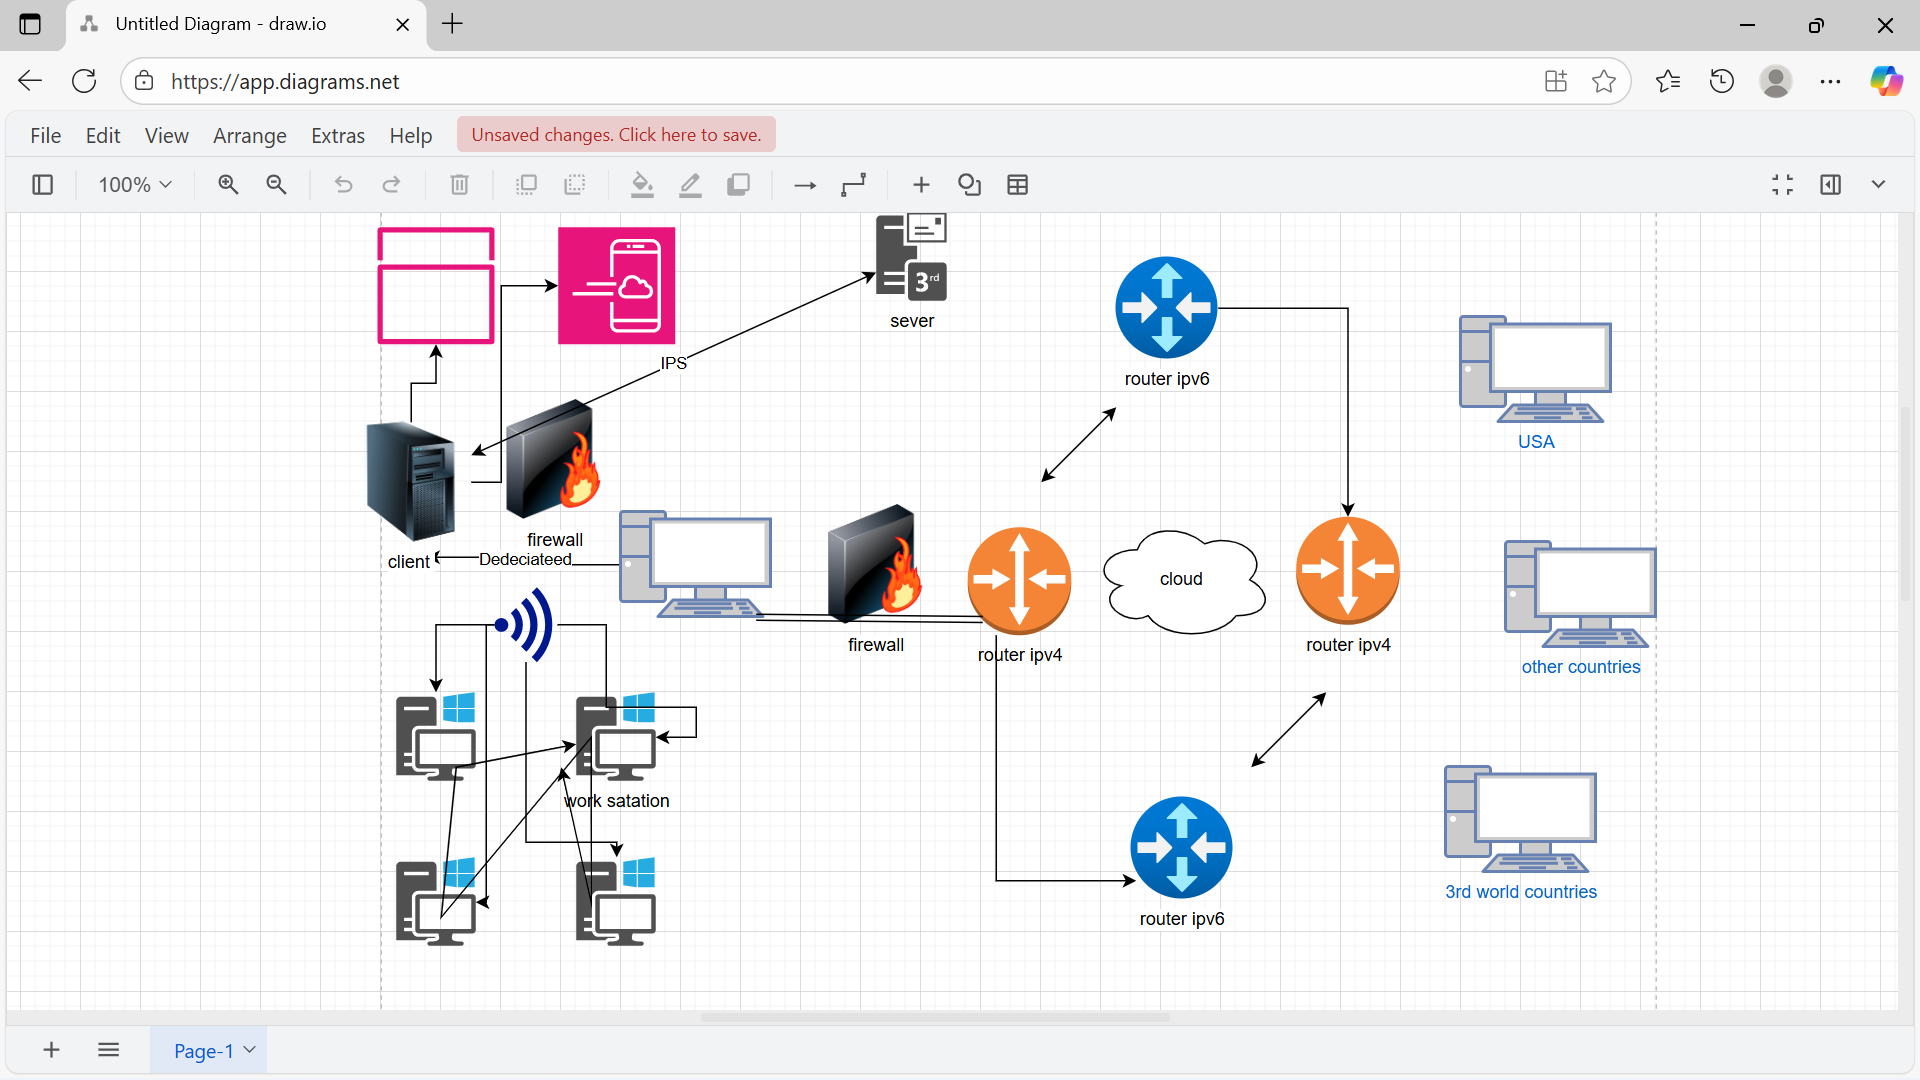 Untitled Diagram - draw.io
https://app.diagrams.net
File Edit View Arrange Extras Help Unsaved changes. Click here to save.
100%
3rd
sever
IPS
router ipv6
USA
firewall
client
Dedeciateed
cloud
firewall
router ipv4
router ipv4
other countries
work satation
3rd world countries
router ipv6
Page-1